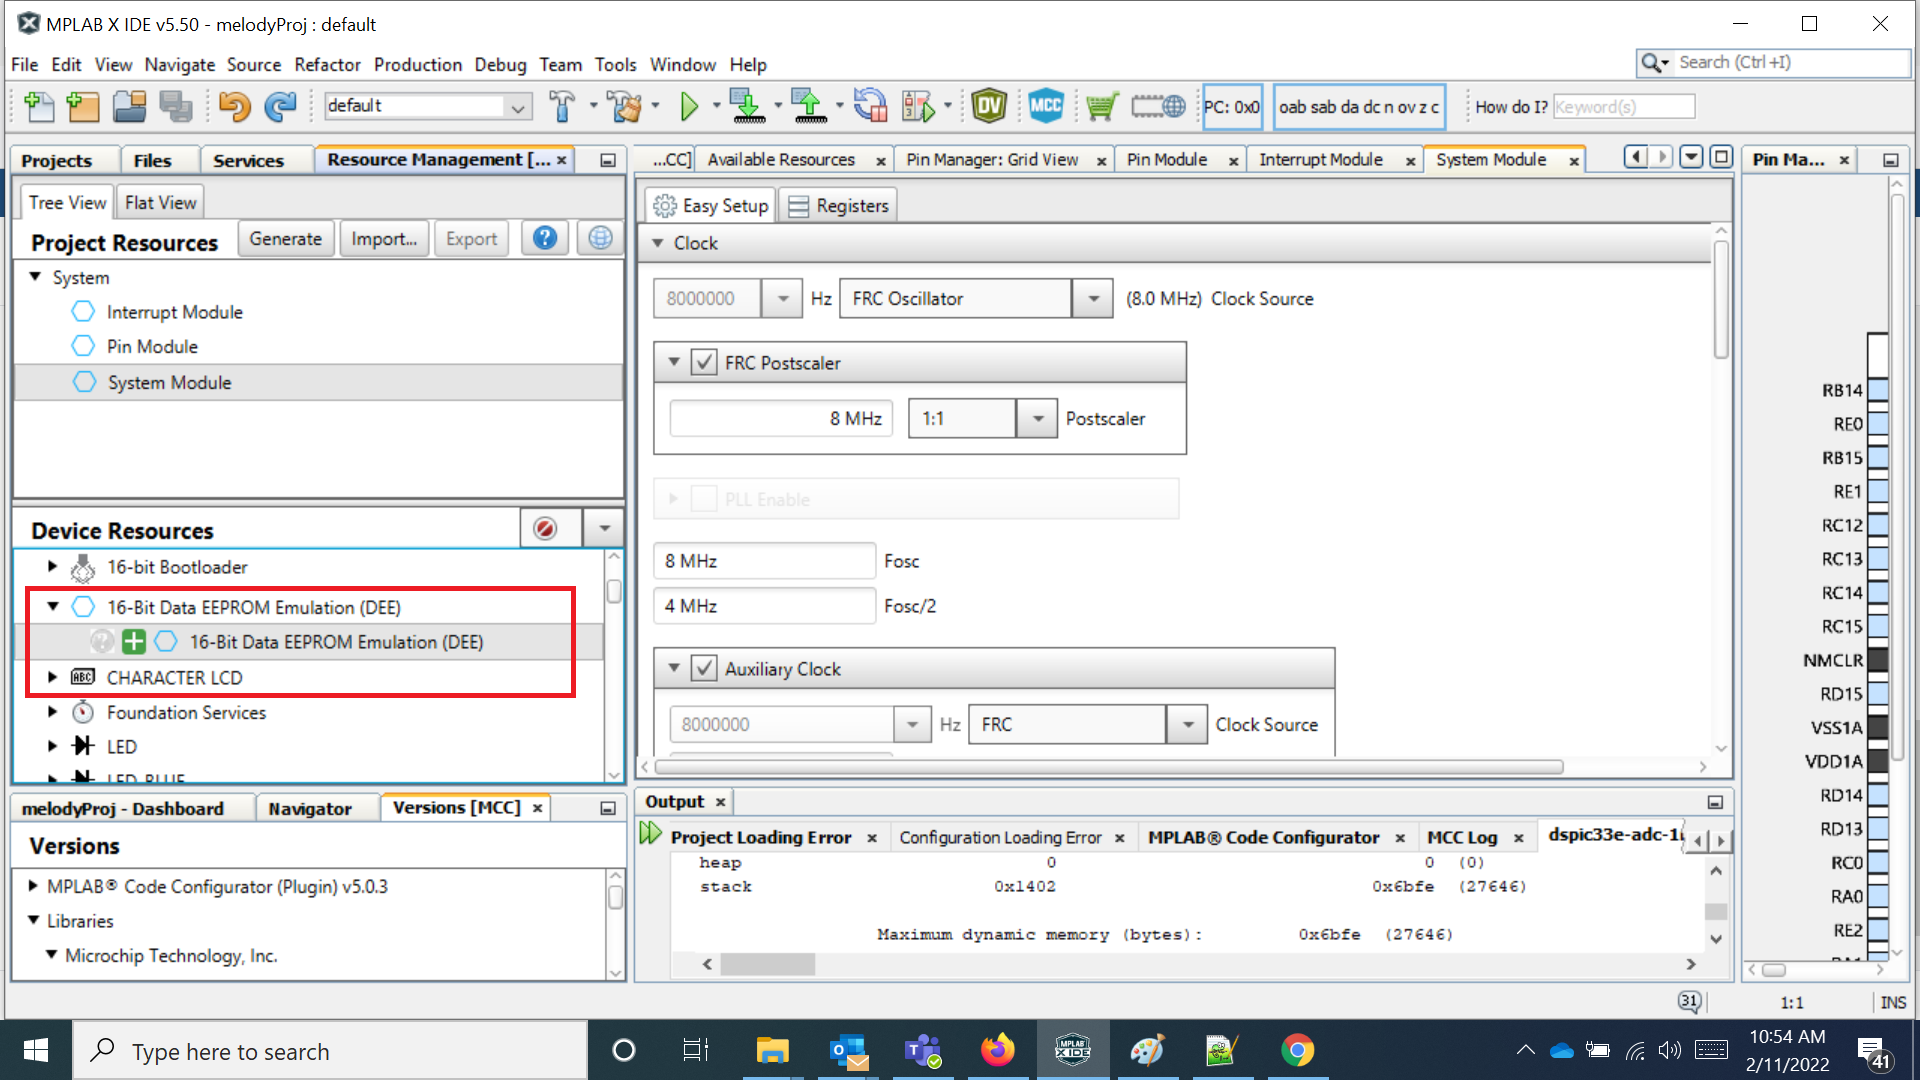 MPLAB X IDE v5.50 - melodyProj : default
File Edit View Navigate Source Refactor Production Debug Team Tools Window Help
Search (Ctrl+I)
default
DV
MCC
PC: 0x0
oab sab da dc n ov z c
How do I?
Keyword(s)
Projects
Files
Services
Resource Management [...
Tree View
Flat View
Project Resources
Generate
Import...
Export
System
Interrupt Module
Pin Module
System Module
Device Resources
16-bit Bootloader
16-Bit Data EEPROM Emulation (DEE)
16-Bit Data EEPROM Emulation (DEE)
ABC CHARACTER LCD
Foundation Services
LED
LED BLUE
melodyProj - Dashboard
Navigator
Versions [MCC]
Versions
MPLAB® Code Configurator (Plugin) v5.0.3
Libraries
Microchip Technology, Inc.
...CC]
Available Resources
Pin Manager: Grid View
Pin Module
Interrupt Module
System Module
Easy Setup
Registers
Clock
8000000 Hz FRC Oscillator (8.0 MHz) Clock Source
FRC Postscaler
8 MHz 1:1 Postscaler
PLL Enable
8 MHz Fosc
4 MHz Fosc/2
Auxiliary Clock
8000000 Hz FRC Clock Source
Output
Project Loading Error
Configuration Loading Error
MPLAB® Code Configurator
MCC Log
heap 0 0 (0)
stack 0x1402 0x6bfe (27646)
Maximum dynamic memory (bytes): 0x6bfe (27646)
Pin Ma...
RB14
RE0
RB15
RE1
RC12
RC13
RC14
RC15
NMCLR
RD15
VSS1A
VDD1A
RD14
RD13
RC0
RA0
RE2
RA1
31
1:1
INS
Type here to search
MPLAB
X IDE
10:54 AM
2/11/2022
41